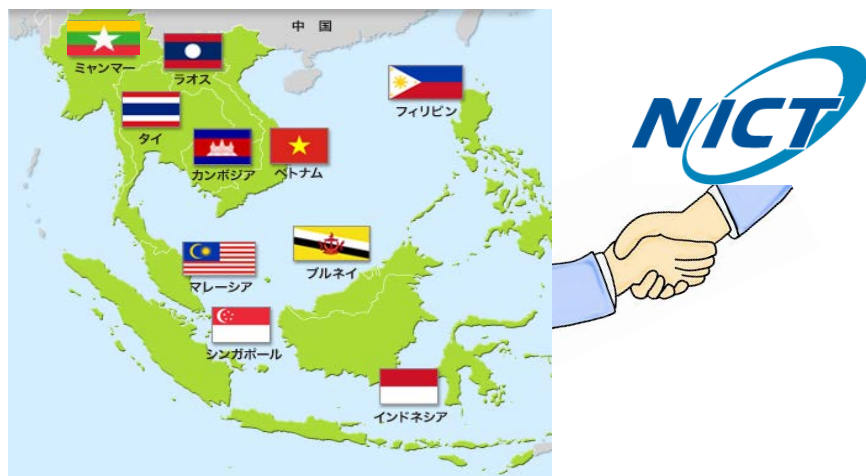 中国
ミャンマー
ラオス
フィリピン
タイ
カンボジア
ベトナム
マレーシア
ブルネイ
シンガポール
インドネシア
NICT